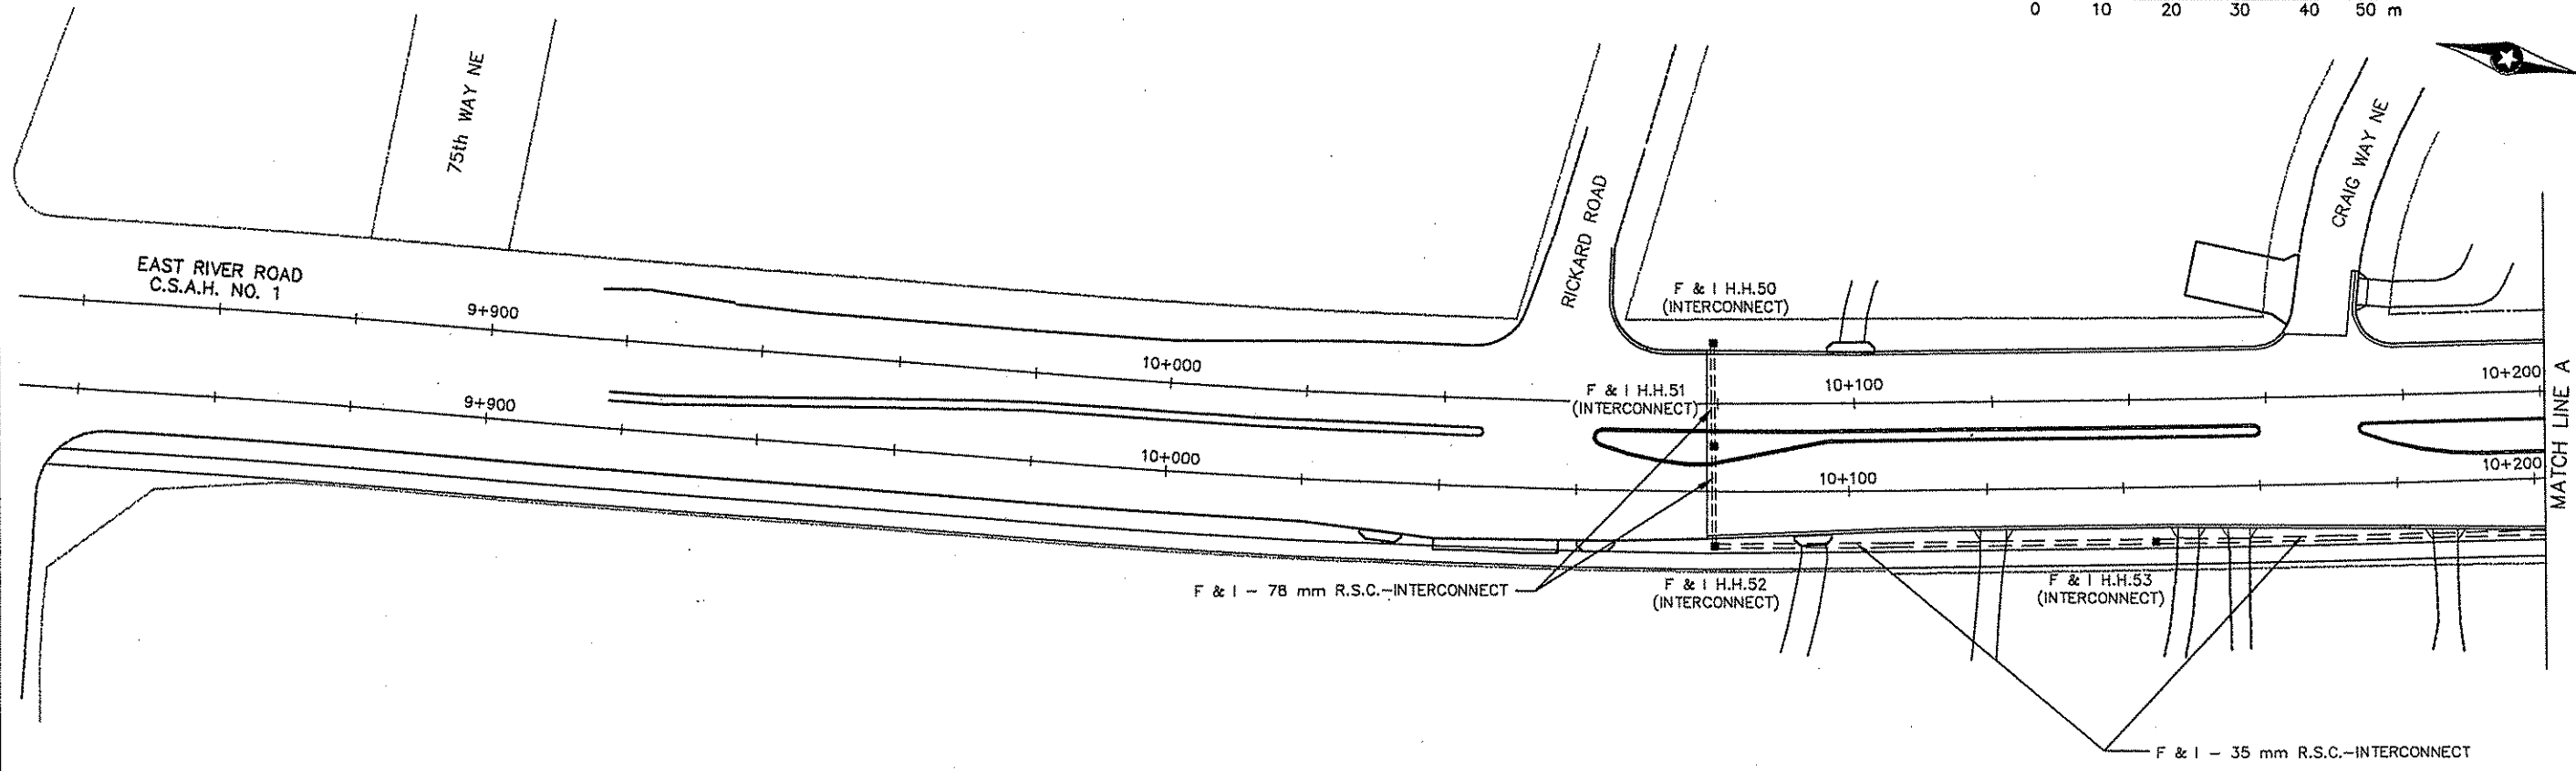 0 10 20 30 40 50 m
75th WAY NE
CRAIG WAY NE
RICKARD ROAD
EAST RIVER ROAD
C.S.A.H. NO. 1
F & I H.H.50
(INTERCONNECT)
9+900
10+000
10+100
10+200
F & I H.H.51
(INTERCONNECT)
9+900
10+000
10+100
10+200
MATCH LINE A
F & I - 78 mm R.S.C.-INTERCONNECT
F & I H.H.52
(INTERCONNECT)
F & I H.H.53
(INTERCONNECT)
F & I - 35 mm R.S.C.-INTERCONNECT